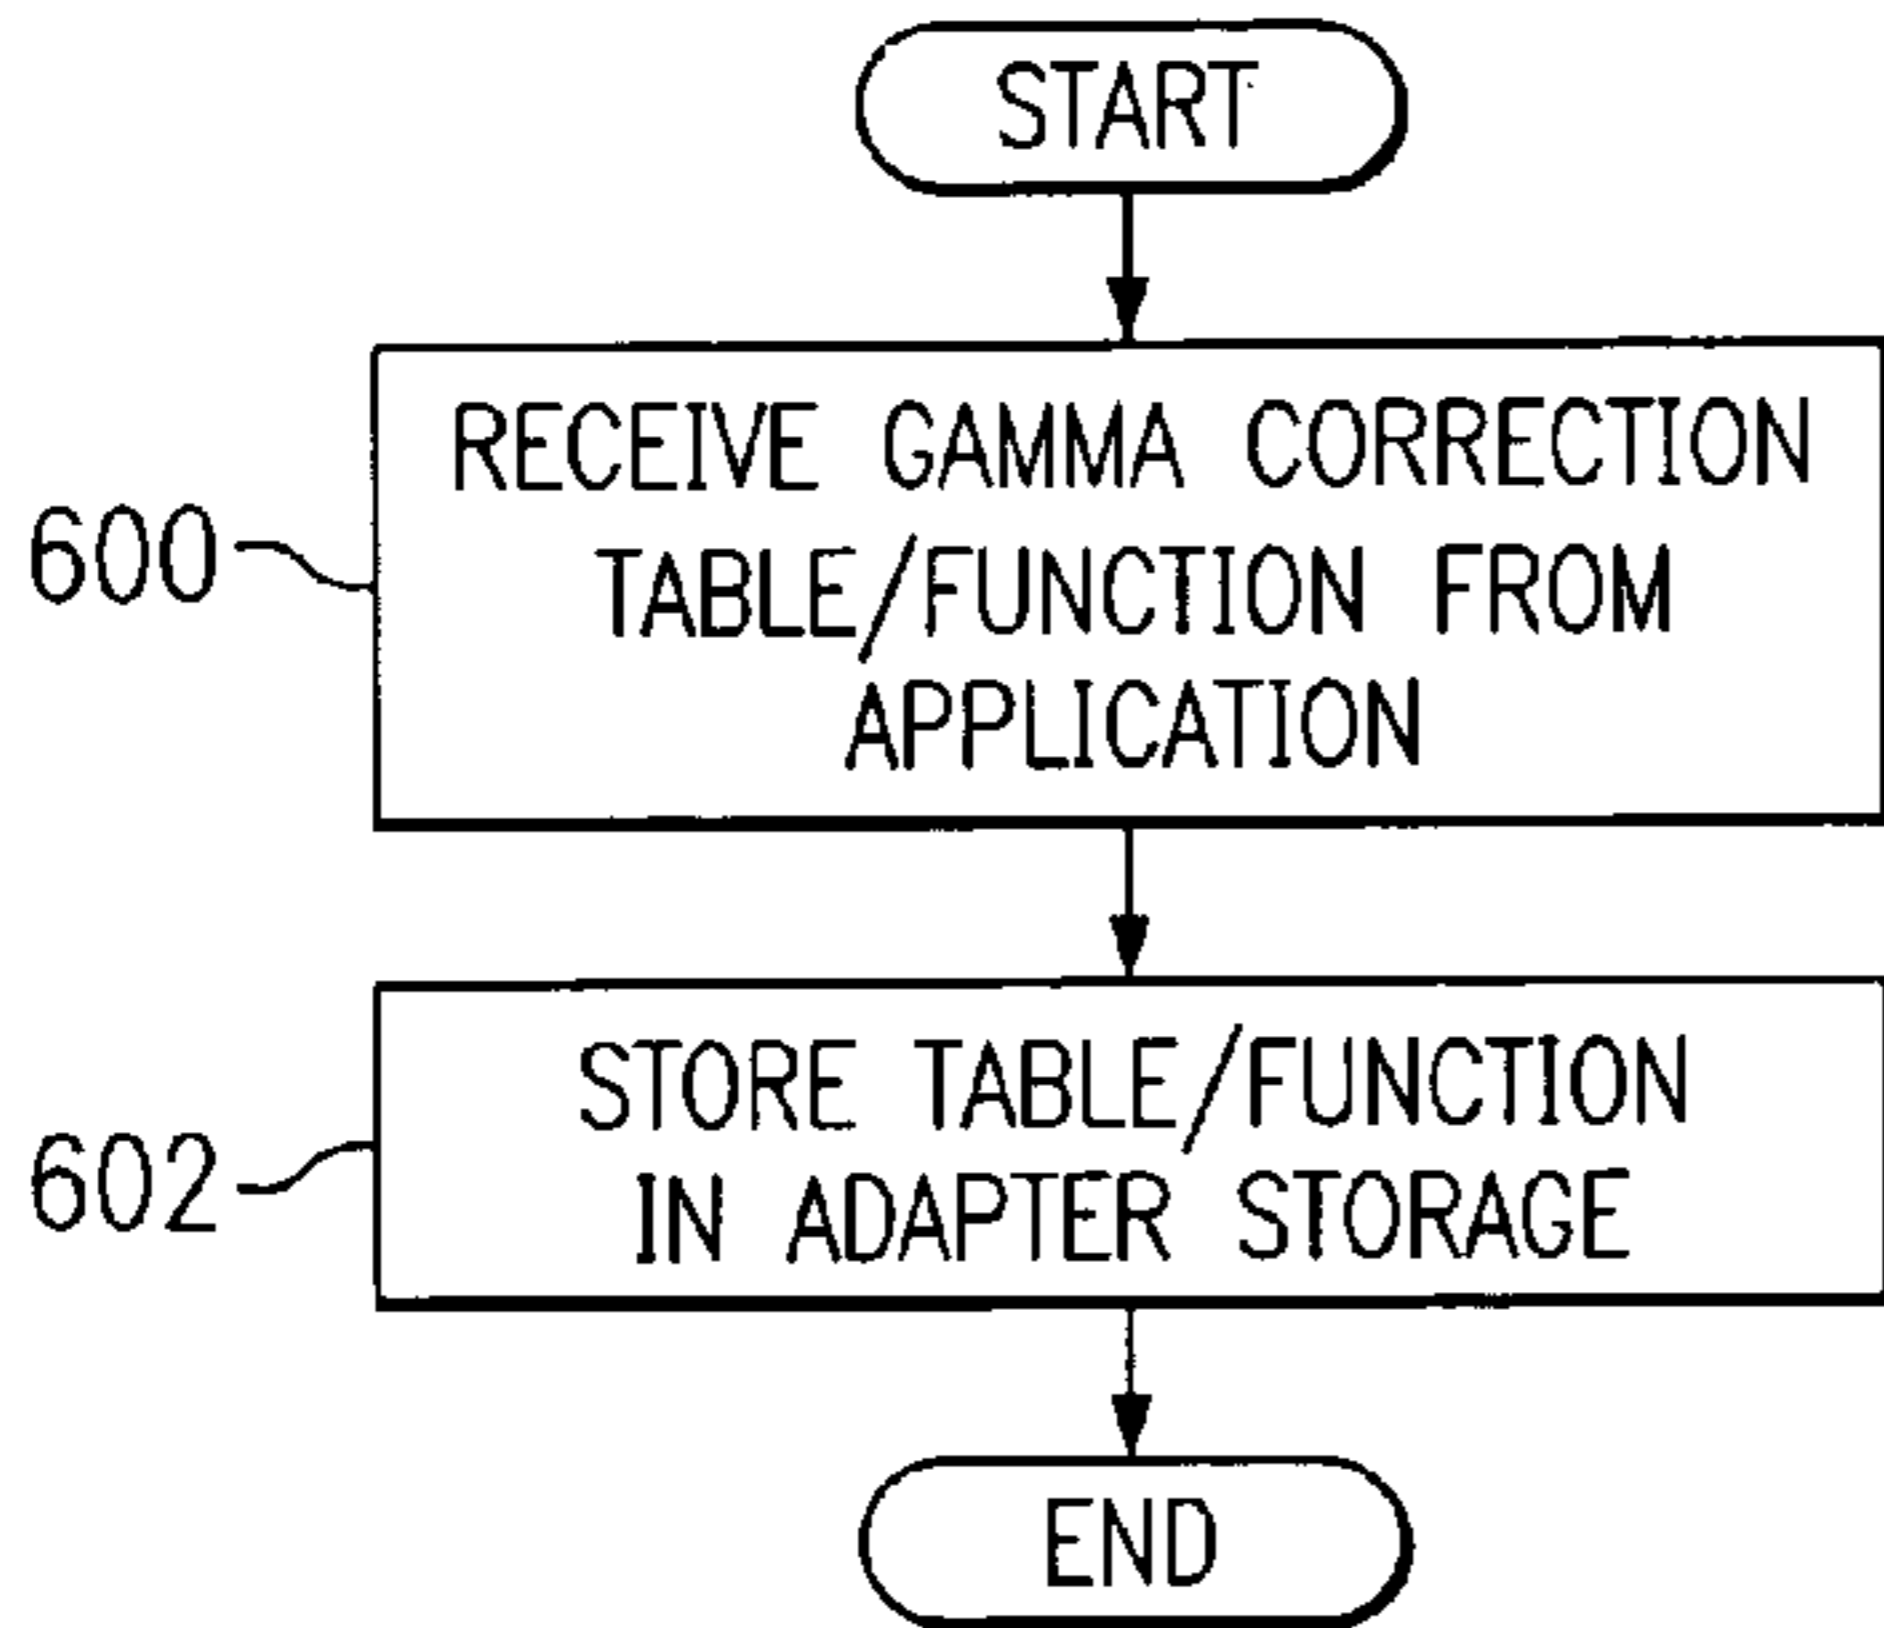 START
RECEIVE GAMMA CORRECTION
TABLE/FUNCTION FROM
APPLICATION
600
STORE TABLE/FUNCTION
IN ADAPTER STORAGE
602
END